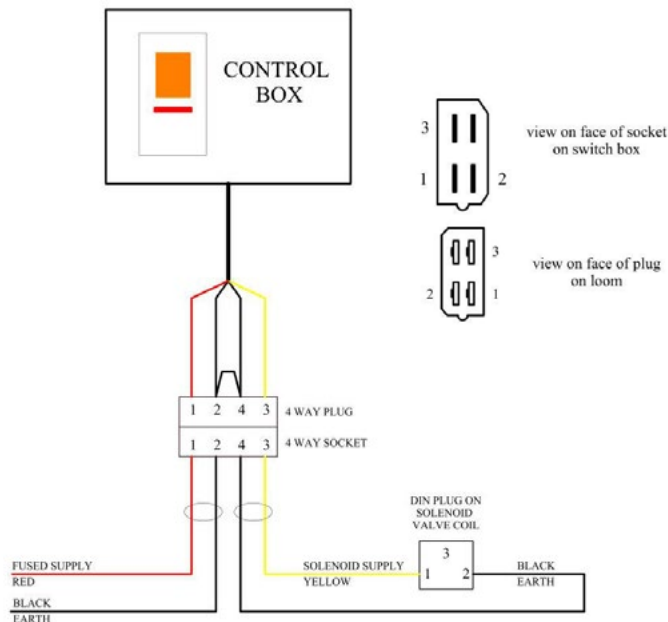 CONTROL
BOX
3
1
2
view on face of socket
on switch box
3
2
1
view on face of plug
on loom
1 2 4 3
4 WAY PLUG
1 2 4 3
4 WAY SOCKET
DIN PLUG ON
SOLENOID
VALVE COIL
3
1 2
FUSED SUPPLY
RED
SOLENOID SUPPLY
YELLOW
BLACK
EARTH
BLACK
EARTH